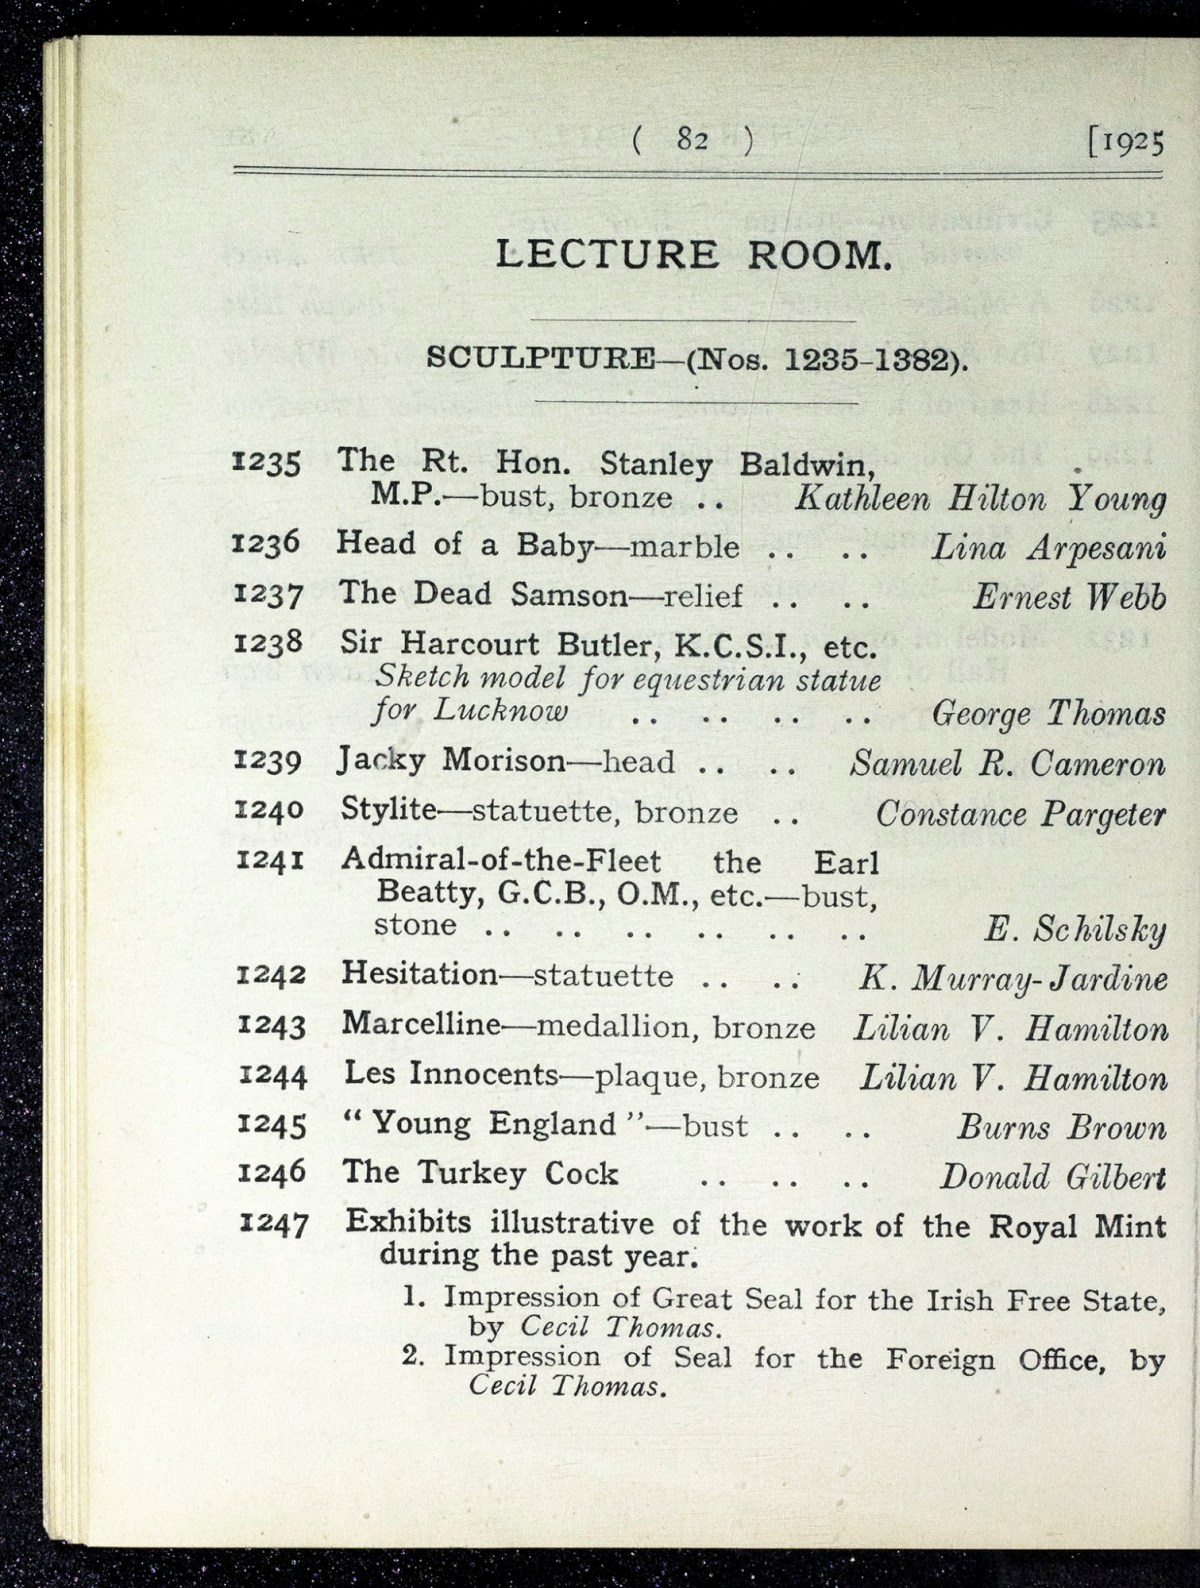 ( 82 ) [1925
LECTURE ROOM.
SCULPTURE—(Nos. 1235-1382).
1235 The Rt. Hon. Stanley Baldwin,
M.P.—bust, bronze .. Kathleen Hilton Young
1236 Head of a Baby—marble .. .. Lina Arpesani
1237 The Dead Samson—relief .. .. Ernest Webb
1238 Sir Harcourt Butler, K.C.S.I., etc.
Sketch model for equestrian statue
for Lucknow .. .. .. .. George Thomas
1239 Jacky Morison—head .. .. Samuel R. Cameron
1240 Stylite—statuette, bronze .. Constance Pargeter
1241 Admiral-of-the-Fleet the Earl
Beatty, G.C.B., O.M., etc.—bust,
stone .. .. .. .. .. .. E. Schilsky
1242 Hesitation—statuette .. .. K. Murray-Jardine
1243 Marcelline—medallion, bronze Lilian V. Hamilton
1244 Les Innocents—plaque, bronze Lilian V. Hamilton
1245 “ Young England ”—bust .. .. Burns Brown
1246 The Turkey Cock .. .. .. Donald Gilbert
1247 Exhibits illustrative of the work of the Royal Mint
during the past year.
1. Impression of Great Seal for the Irish Free State,
by Cecil Thomas.
2. Impression of Seal for the Foreign Office, by
Cecil Thomas.